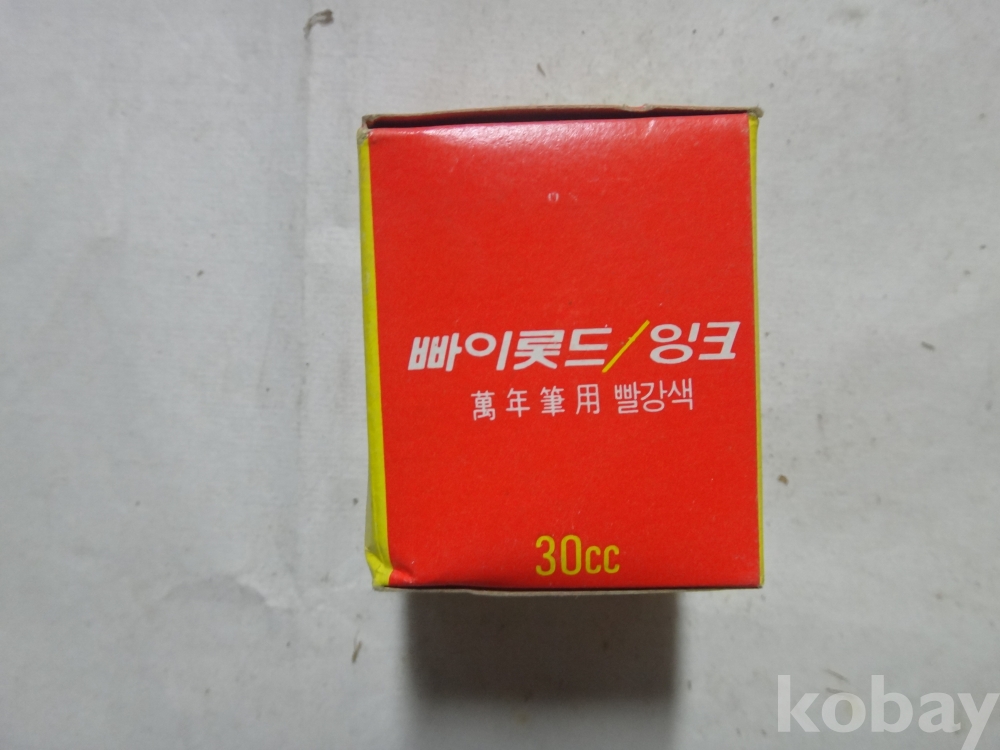 빠이롯드/잉크
萬年筆用 빨강색
30cc
kobay